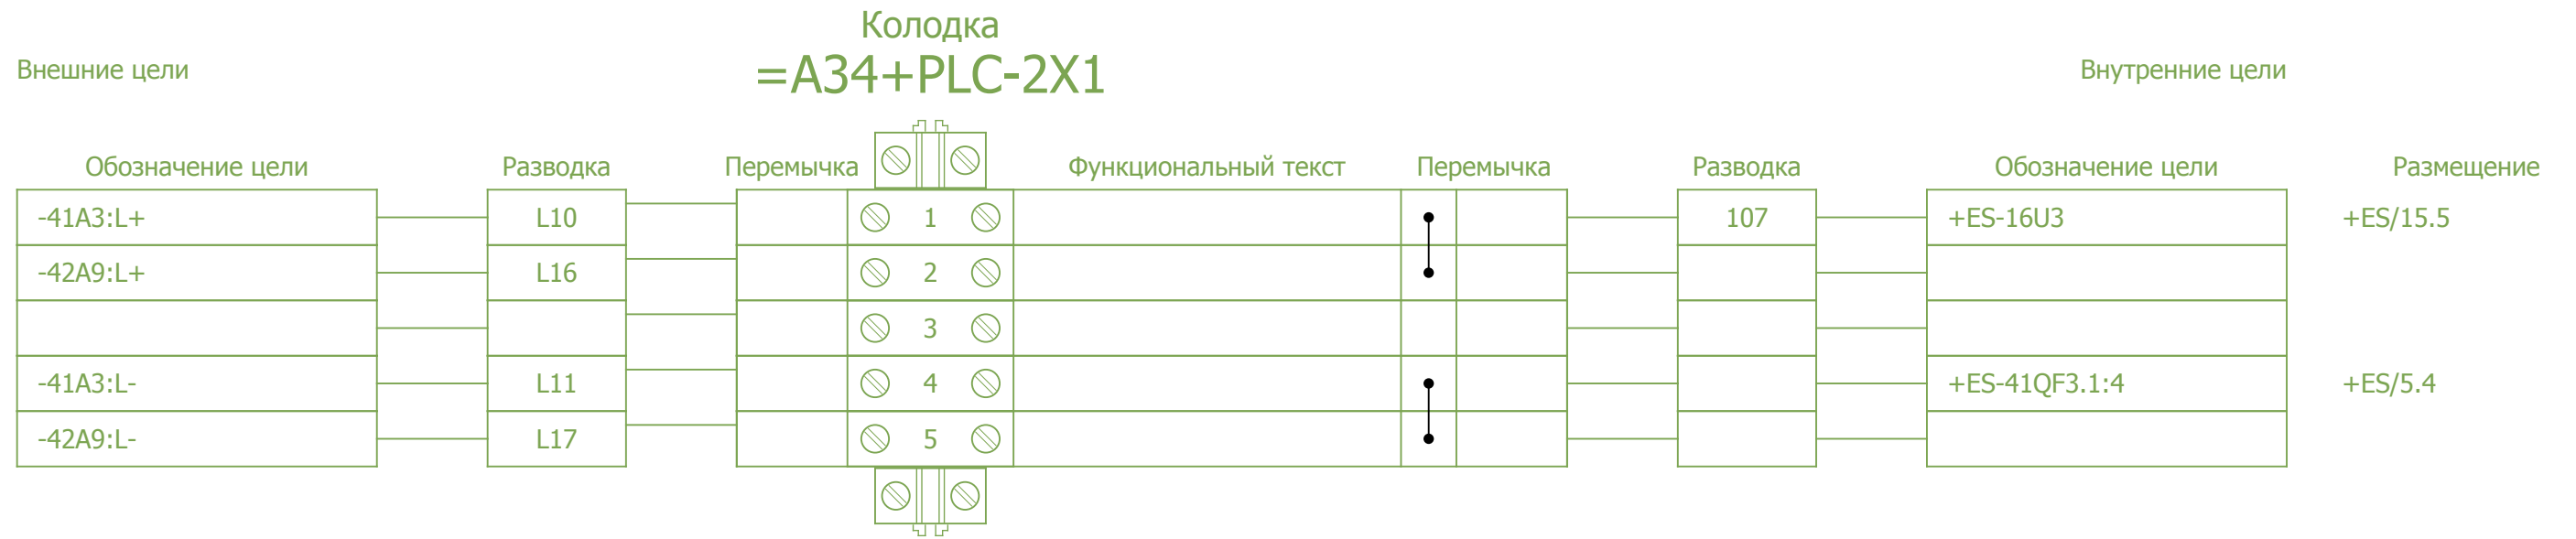 Колодка
Внешние цели =A34+PLC-2X1 Внутренние цели
Обозначение цели Разводка Перемычка Функциональный текст Перемычка Разводка Обозначение цели Размещение
-41A3:L+ L10 1 107 +ES-16U3 +ES/15.5
-42A9:L+ L16 2
3
-41A3:L- L11 4 +ES-41QF3.1:4 +ES/5.4
-42A9:L- L17 5